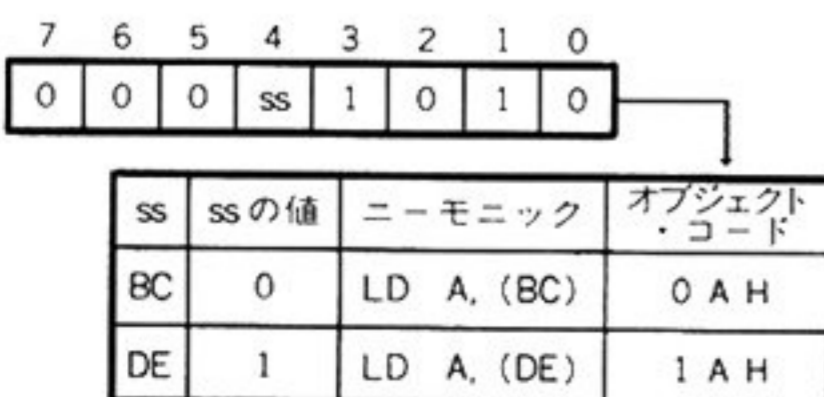 7 6 5 4 3 2 1 0
0 0 0 ss 1 0 1 0
ss ssの値 ニーモニック オブジェクト
・コード
BC 0 LD A, (BC) 0 A H
DE 1 LD A, (DE) 1 A H